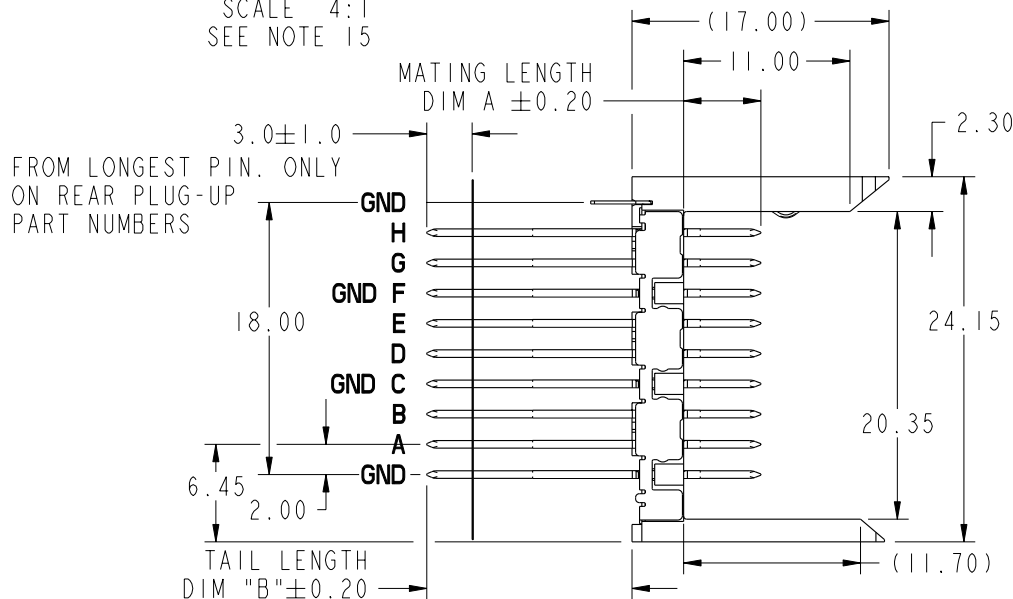 SCALE 4:1
SEE NOTE 15
(17.00)
11.00
MATING LENGTH
DIM A ±0.20
2.30
3.0±1.0
FROM LONGEST PIN. ONLY
ON REAR PLUG-UP
PART NUMBERS
GND
H
G
GND F
E
D
GND C
B
A
GND
18.00
24.15
20.35
6.45
2.00
TAIL LENGTH
DIM "B"±0.20
(11.70)